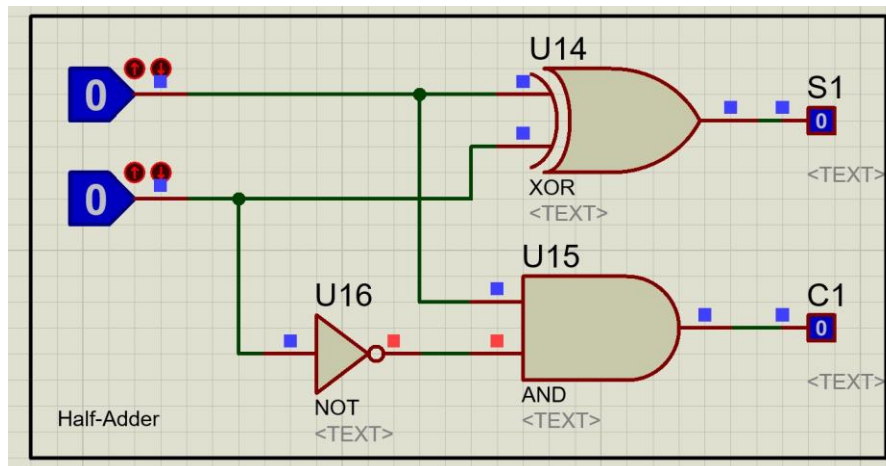 U14
0
S1
0
0
XOR
<TEXT>
<TEXT>
U15
U16
C1
0
NOT
AND
<TEXT>
<TEXT>
<TEXT>
Half-Adder